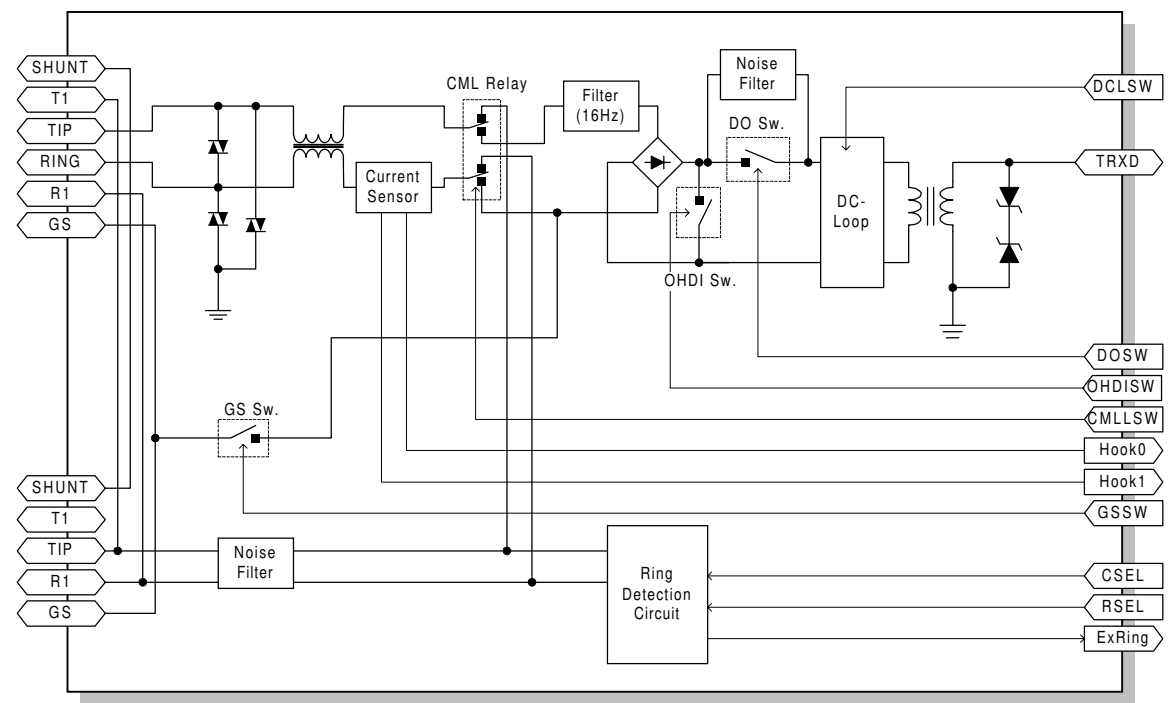 SHUNT
T1
TIP
RING
R1
GS
CML Relay
Current
Sensor
Filter
(16Hz)
Noise
Filter
DO Sw.
OHDI Sw.
DC-
Loop
DCLSW
TRXD
DOSW
OHDISW
CMLLSW
Hook0
Hook1
GSSW
GS Sw.
SHUNT
T1
TIP
R1
GS
Noise
Filter
Ring
Detection
Circuit
CSEL
RSEL
ExRing